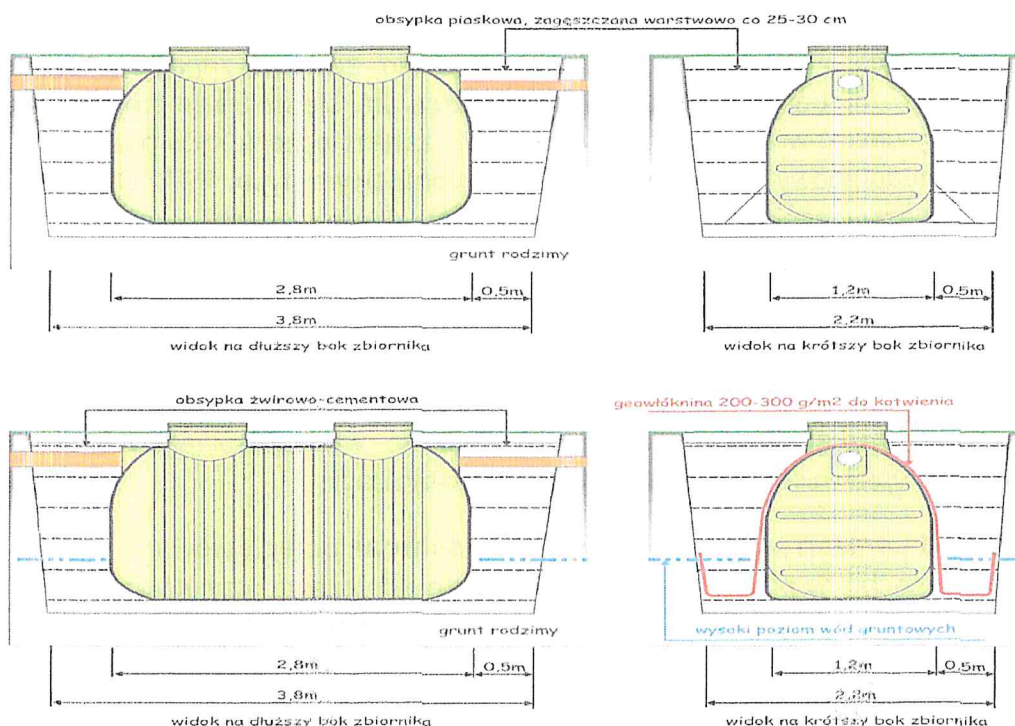 obsypka piaskowa, zagęszczana warstwowo co 25-30 cm
grunt rodzimy
2,8m
0,5m
3,8m
widok na dłuższy bok zbiornika
1,2m
0,5m
2,2m
widok na krótszy bok zbiornika
obsypka żwirowo-cementowa
geowłóknina 200-300 g/m2 do kotwienia
grunt rodzimy
wysoki poziom wód gruntowych
2,8m
0,5m
3,8m
widok na dłuższy bok zbiornika
1,2m
0,5m
2,2m
widok na krótszy bok zbiornika